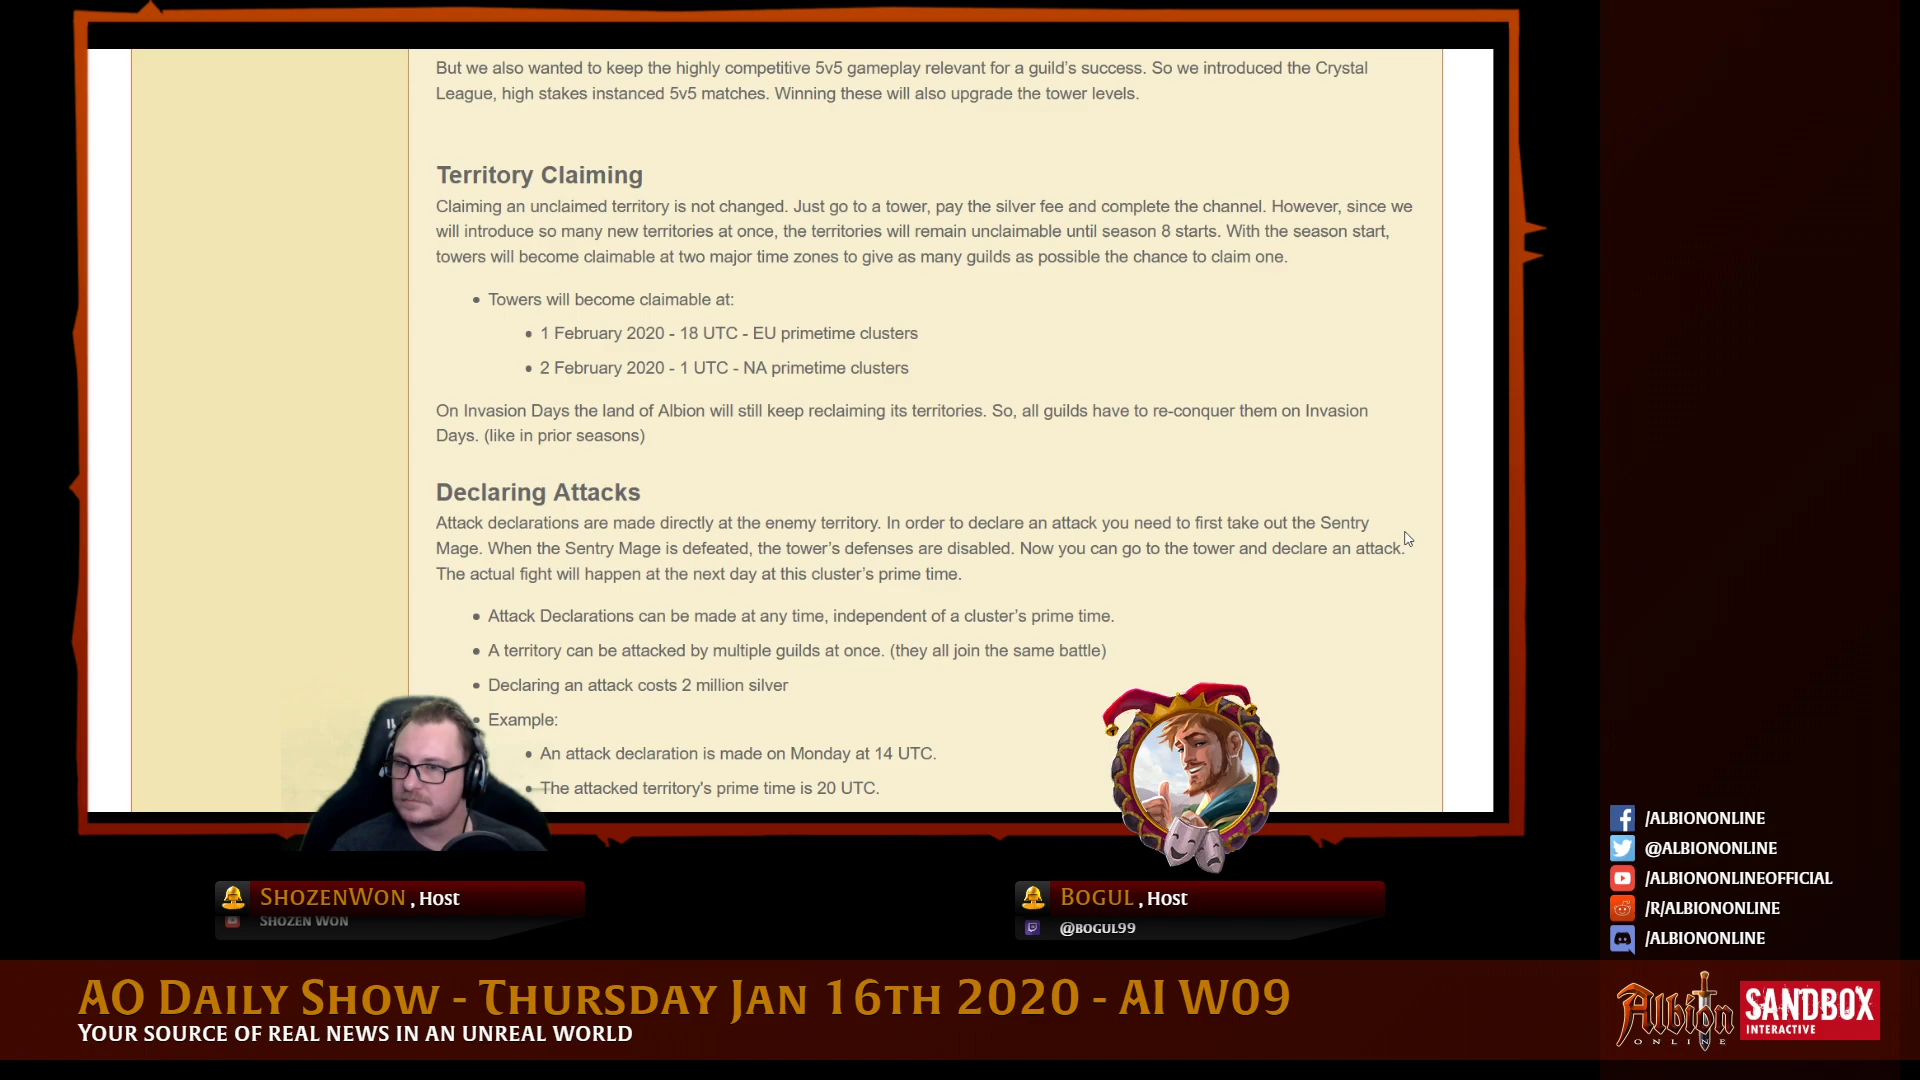 But we also wanted to keep the highly competitive 5v5 gameplay relevant for a guild's success. So we introduced the Crystal
League, high stakes instanced 5v5 matches. Winning these will also upgrade the tower levels.
Territory Claiming
Claiming an unclaimed territory is not changed. Just go to a tower, pay the silver fee and complete the channel. However, since we
will introduce so many new territories at once, the territories will remain unclaimable until season 8 starts. With the season start,
towers will become claimable at two major time zones to give as many guilds as possible the chance to claim one.
• Towers will become claimable at:
• 1 February 2020 - 18 UTC - EU primetime clusters
• 2 February 2020 - 1 UTC - NA primetime clusters
On Invasion Days the land of Albion will still keep reclaiming its territories. So, all guilds have to re-conquer them on Invasion
Days. (like in prior seasons)
Declaring Attacks
Attack declarations are made directly at the enemy territory. In order to declare an attack you need to first take out the Sentry
Mage. When the Sentry Mage is defeated, the tower's defenses are disabled. Now you can go to the tower and declare an attack.
The actual fight will happen at the next day at this cluster's prime time.
• Attack Declarations can be made at any time, independent of a cluster's prime time.
• A territory can be attacked by multiple guilds at once. (they all join the same battle)
• Declaring an attack costs 2 million silver
• Example:
• An attack declaration is made on Monday at 14 UTC.
• The attacked territory's prime time is 20 UTC.
SHOZENWON , Host
SHOZEN WON
BOGUL , Host
@BOGUL99
/ALBIONONLINE
@ALBIONONLINE
/ALBIONONLINEOFFICIAL
/R/ALBIONONLINE
/ALBIONONLINE
AO DAILY SHOW - THURSDAY JAN 16TH 2020 - AI W09
YOUR SOURCE OF REAL NEWS IN AN UNREAL WORLD
Albion
ONLINE
SANDBOX
INTERACTIVE